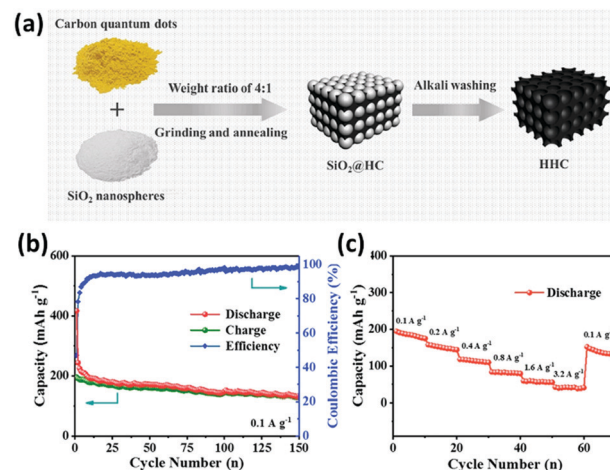 (a)
Carbon quantum dots
+
SiO₂ nanospheres
Weight ratio of 4:1
Grinding and annealing
SiO₂@HC
Alkali washing
HHC
(b)
600
400
200
0
Capacity (mAh g⁻¹)
100
80
60
40
20
0
Coulombic Efficiency (%)
Discharge
Charge
Efficiency
0.1 A g⁻¹
0 25 50 75 100 125 150
Cycle Number (n)
(c)
400
300
200
100
0
Capacity (mAh g⁻¹)
Discharge
0.1 A g⁻¹
0.2 A g⁻¹
0.4 A g⁻¹
0.8 A g⁻¹
1.6 A g⁻¹
3.2 A g⁻¹
0.1 A g⁻¹
0 20 40 60
Cycle Number (n)